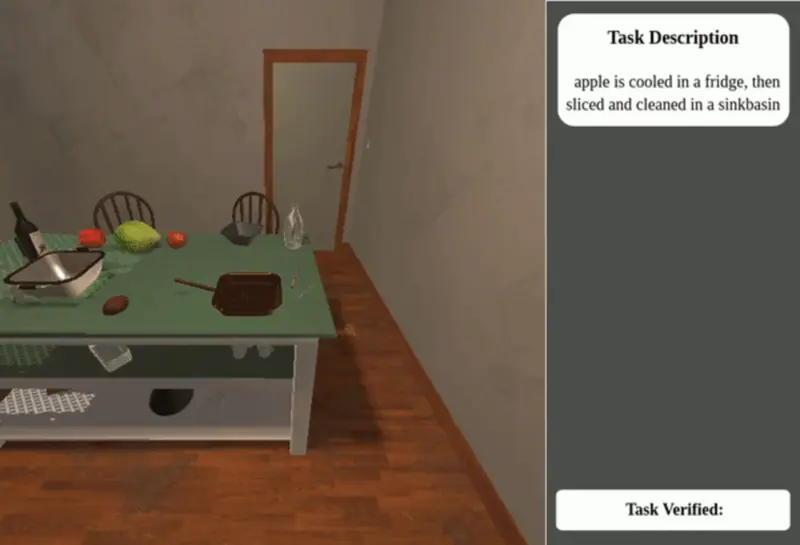 Task Description
apple is cooled in a fridge, then
sliced and cleaned in a sinkbasin
Task Verified: